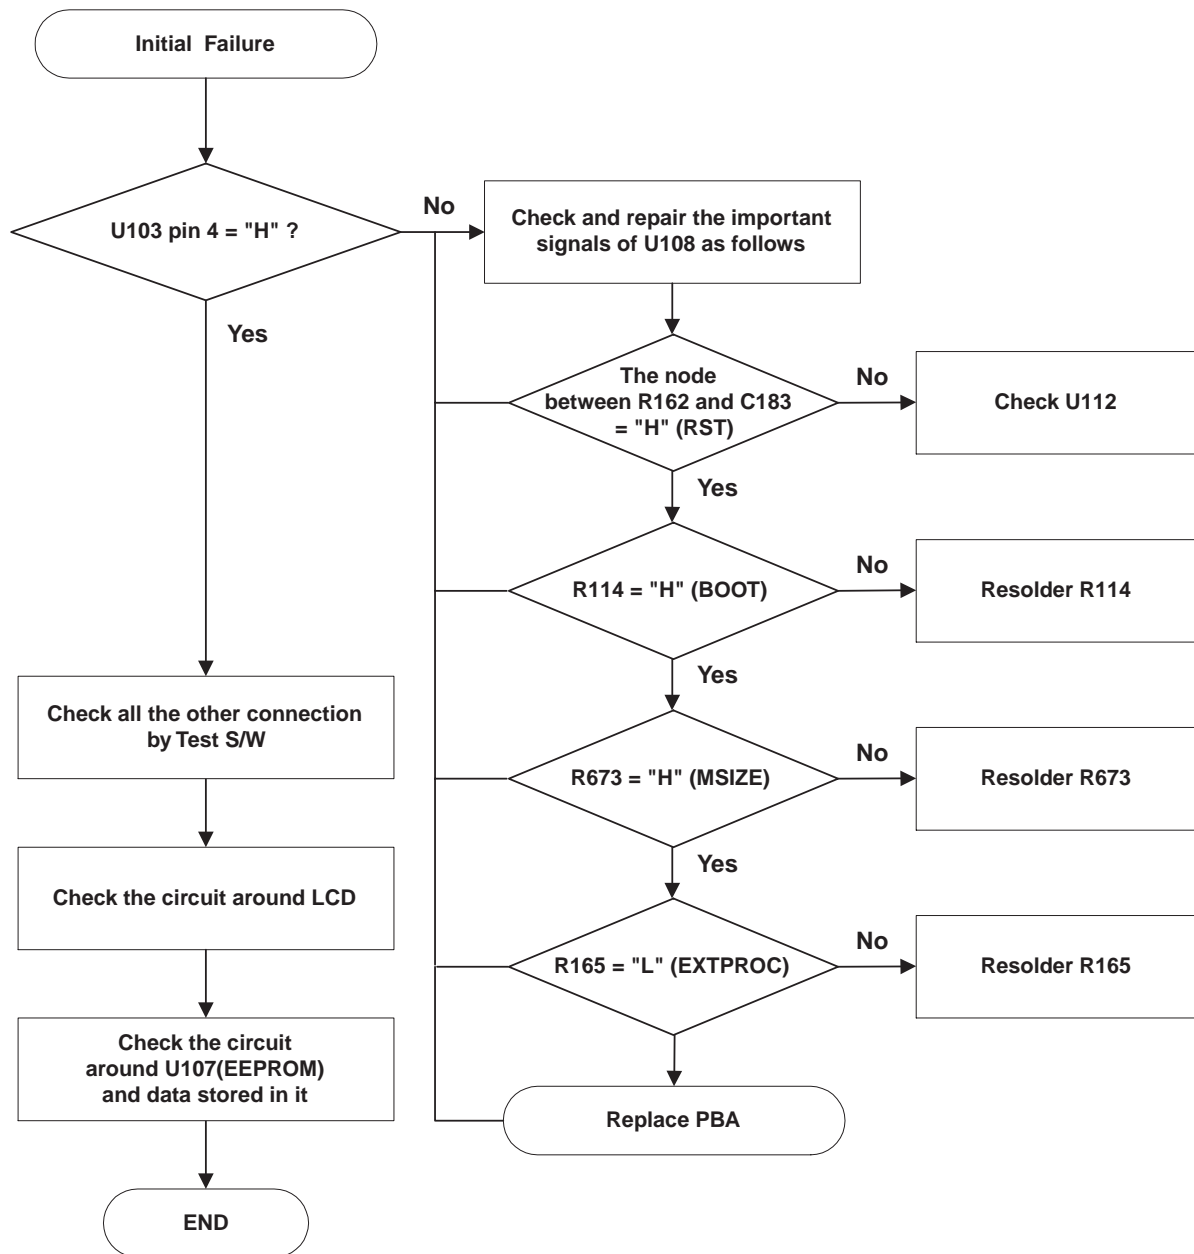 Initial Failure
U103 pin 4 = "H" ?
No
Check and repair the important
signals of U108 as follows
Yes
The node
between R162 and C183
= "H" (RST)
No
Check U112
Yes
R114 = "H" (BOOT)
No
Resolder R114
Yes
Check all the other connection
by Test S/W
R673 = "H" (MSIZE)
No
Resolder R673
Yes
Check the circuit around LCD
R165 = "L" (EXTPROC)
No
Resolder R165
Check the circuit
around U107(EEPROM)
and data stored in it
Replace PBA
END